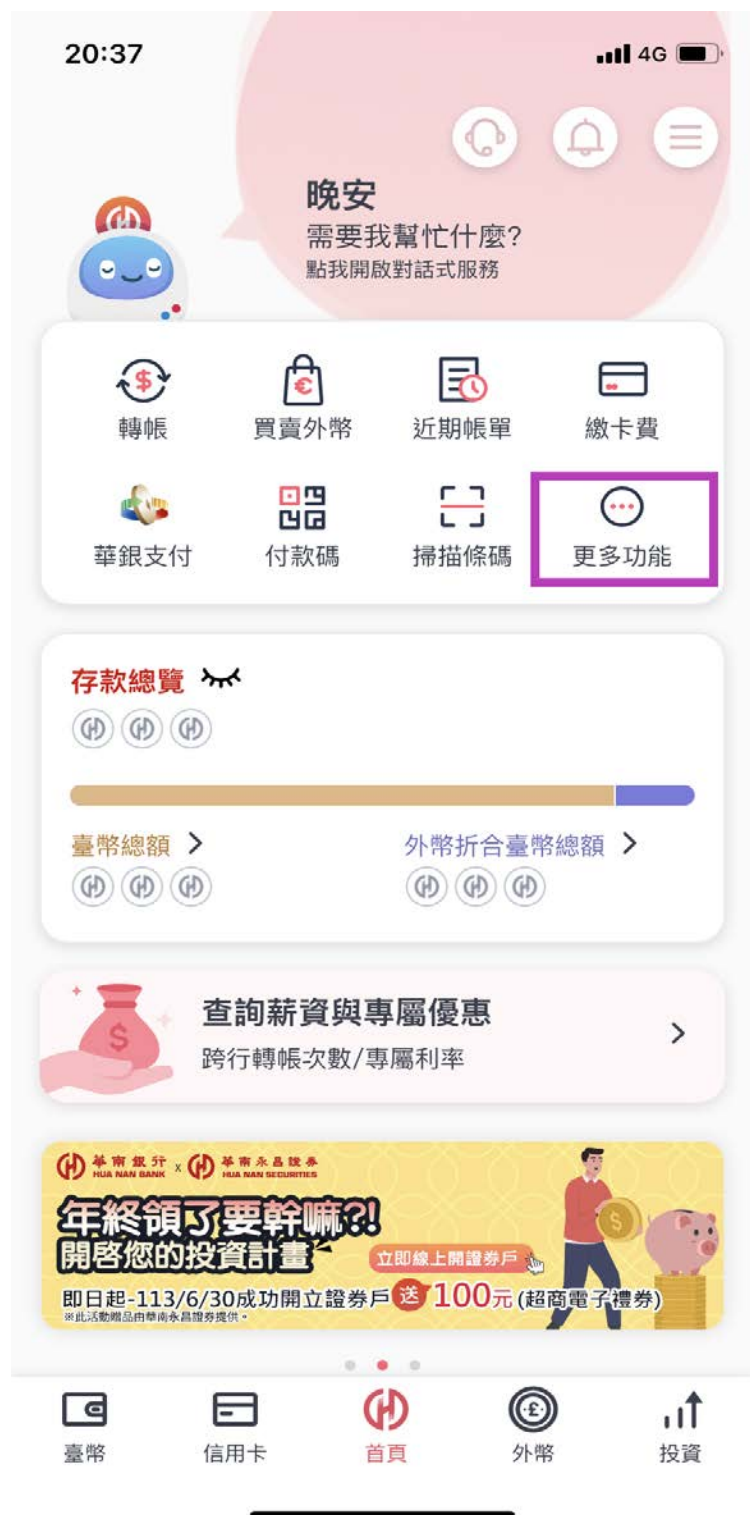 20:37
4G
晚安
需要我幫忙什麼?
點我開啟對話式服務
轉帳
買賣外幣
近期帳單
繳卡費
華銀支付
付款碼
掃描條碼
更多功能
存款總覽
臺幣總額
外幣折合臺幣總額
查詢薪資與專屬優惠
跨行轉帳次數/專屬利率
華南銀行 x 華南永昌證券
HUA NAN BANK HUA NAN SECURITIES
年終領了要幹嘛?!
開啓您的投資計畫
立即線上開證券戶
即日起-113/6/30成功開立證券戶 送 100元 (超商電子禮券)
※此活動贈品由華南永昌證券提供。
臺幣
信用卡
首頁
外幣
投資